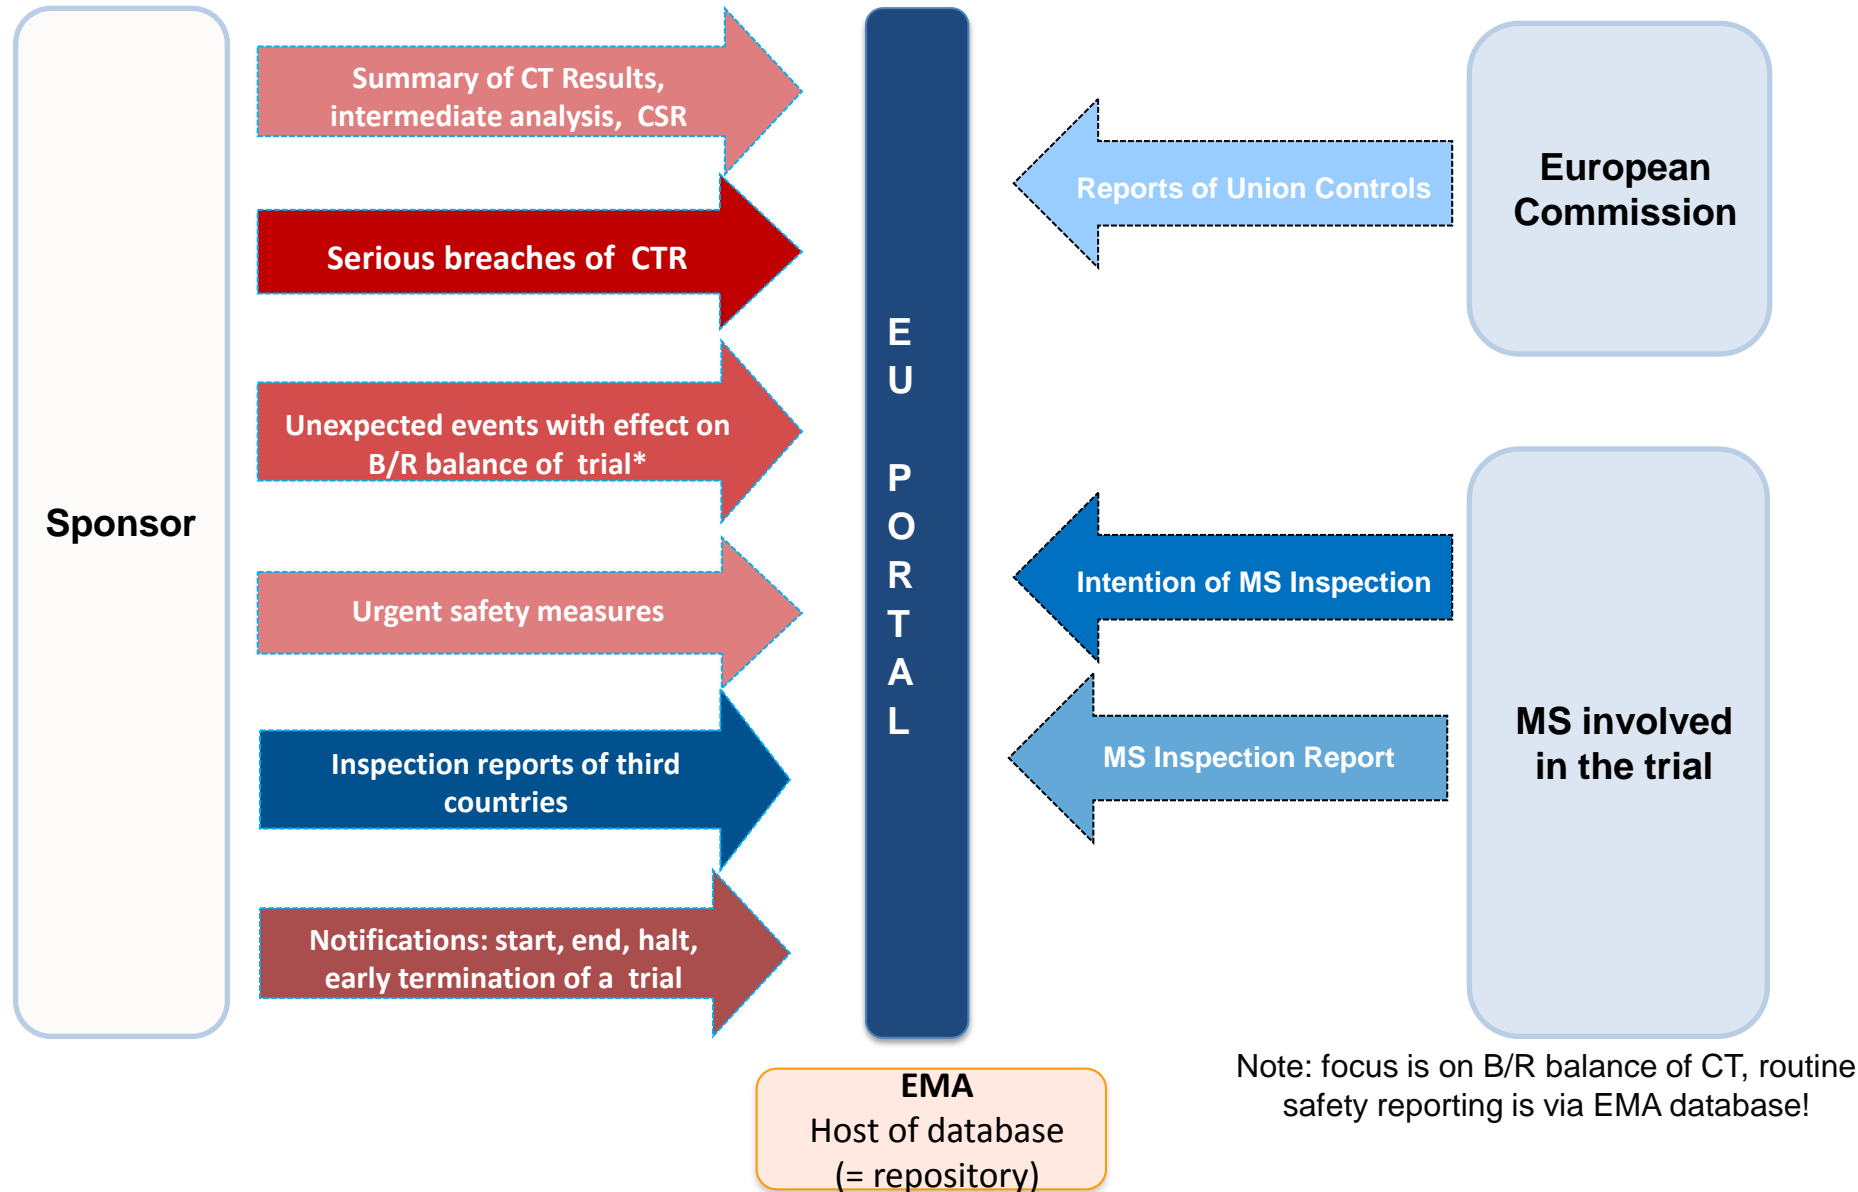 Sponsor
Summary of CT Results,
intermediate analysis, CSR
Serious breaches of CTR
Unexpected events with effect on
B/R balance of trial*
Urgent safety measures
Inspection reports of third
countries
Notifications: start, end, halt,
early termination of a trial
E
U
P
O
R
T
A
L
Reports of Union Controls
Intention of MS Inspection
MS Inspection Report
European
Commission
MS involved
in the trial
EMA
Host of database
(= repository)
Note: focus is on B/R balance of CT, routine
safety reporting is via EMA database!